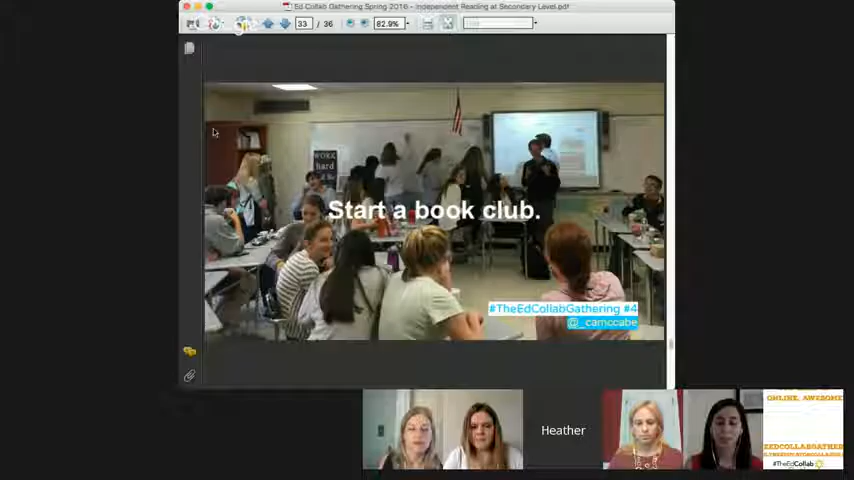 Ed Collab Gathering Spring 2016 - Independent Reading at Secondary Level.pdf
33 / 36
82.9%
WORK
hard
Start a book club.
#TheEdCollabGathering #4
@_camccabe
Heather
ONLINE, AWESOME
EDCOLLABGATHER
#TheEdCollab